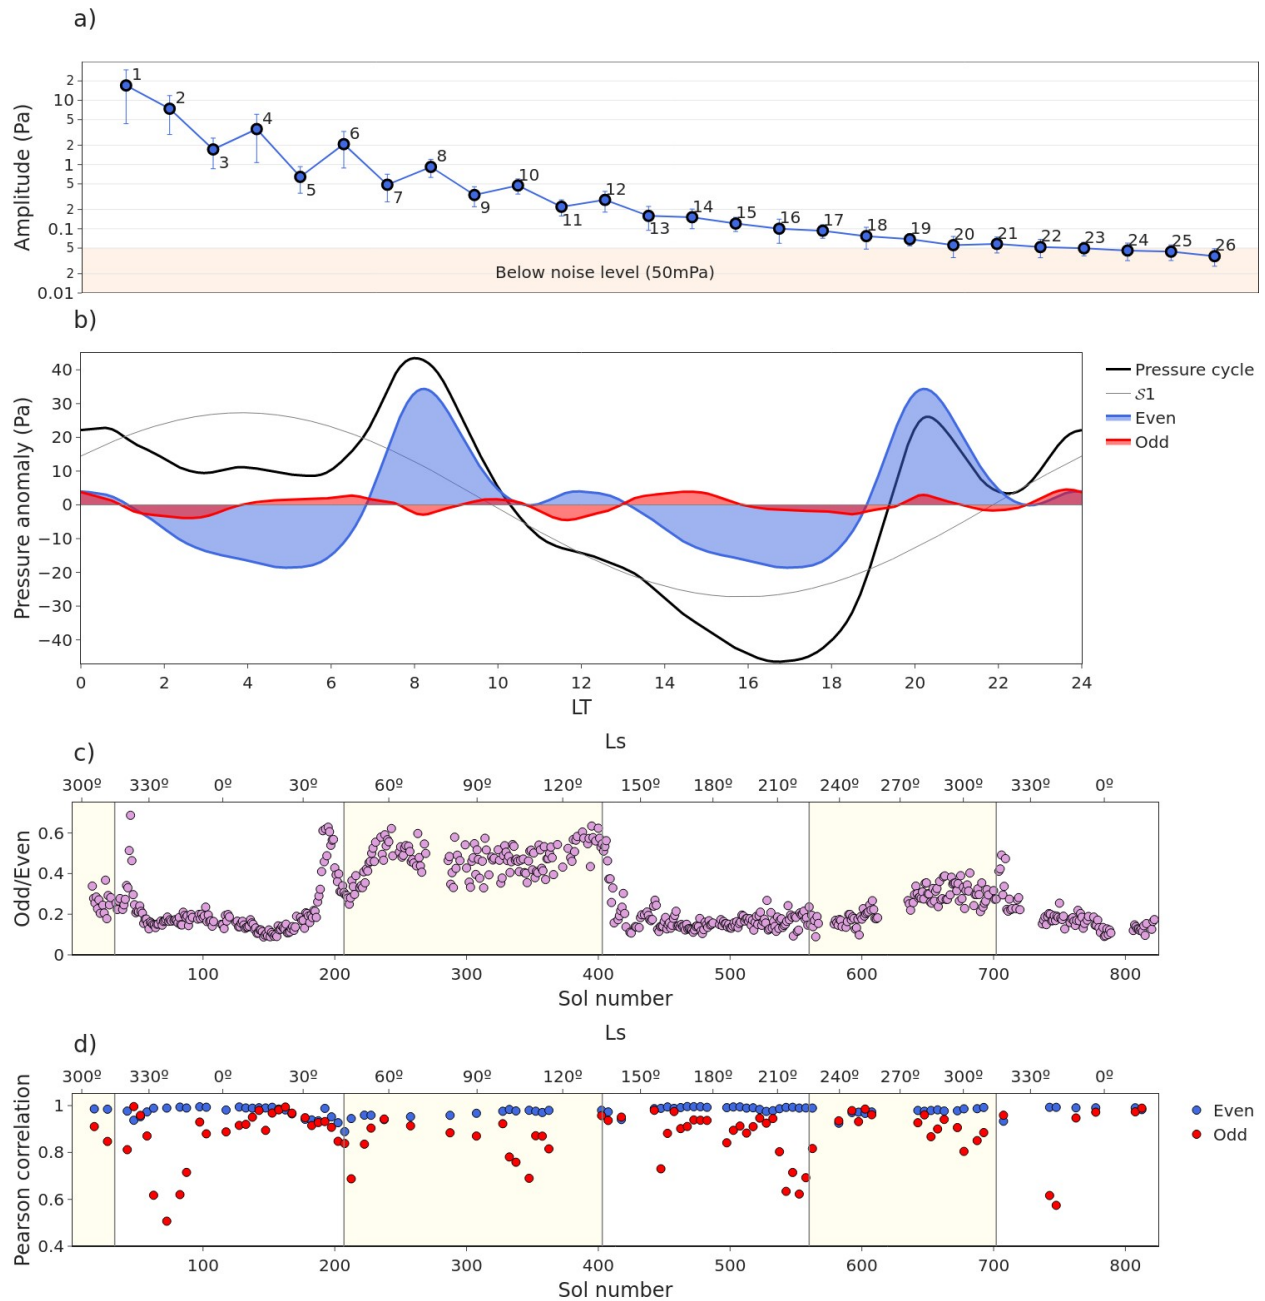 a)
1
2
3
4
5
6
7
8
9
10
11
12
13
14
15
16
17
18
19
20
21
22
23
24
25
26
2
10
5
2
1
5
2
0.1
5
2
0.01
Amplitude (Pa)
Below noise level (50mPa)
b)
40
30
20
10
0
−10
−20
−30
−40
Pressure anomaly (Pa)
Pressure cycle
S1
Even
Odd
0 2 4 6 8 10 12 14 16 18 20 22 24
LT
c)
Ls
300º 330º 0º 30º 60º 90º 120º 150º 180º 210º 240º 270º 300º 330º 0º
0.6
0.4
0.2
0
Odd/Even
100 200 300 400 500 600 700 800
Sol number
d)
Ls
300º 330º 0º 30º 60º 90º 120º 150º 180º 210º 240º 270º 300º 330º 0º
1
0.8
0.6
0.4
Pearson correlation
Even
Odd
100 200 300 400 500 600 700 800
Sol number